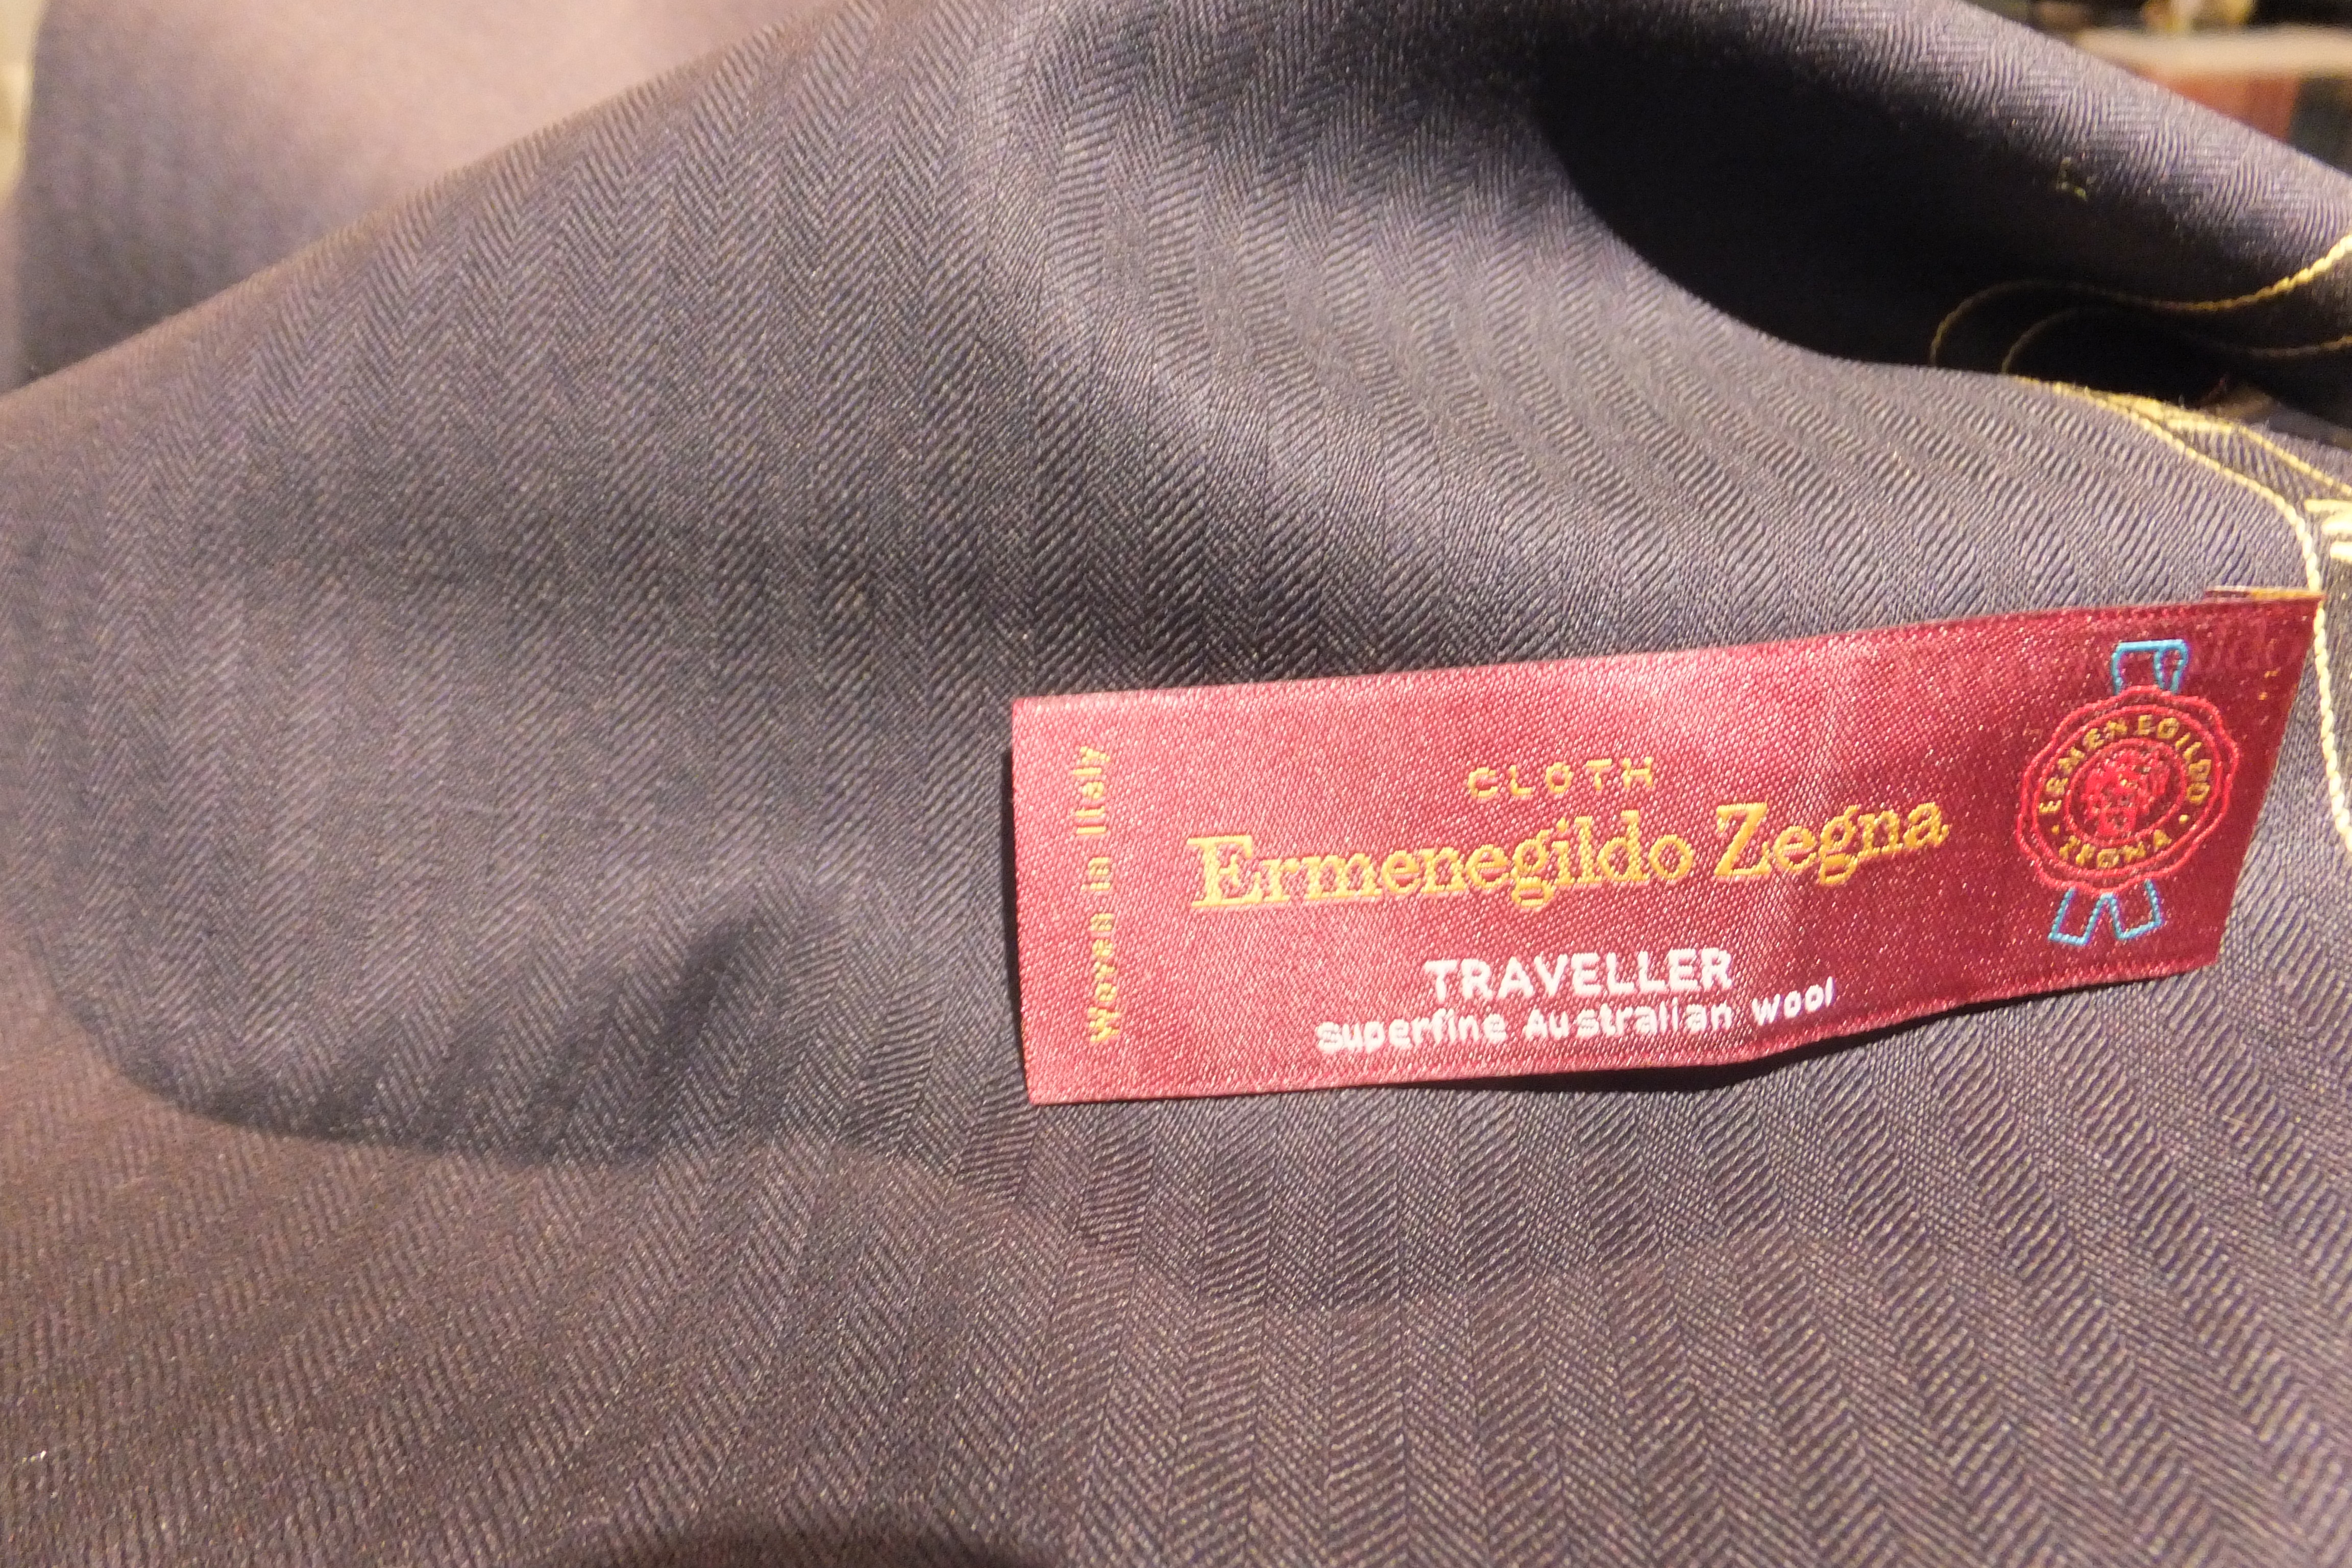 Woven in Italy
CLOTH
Ermenegildo Zegna
TRAVELLER
Superfine Australian wool
ERMENEGILDO
· ZEGNA ·